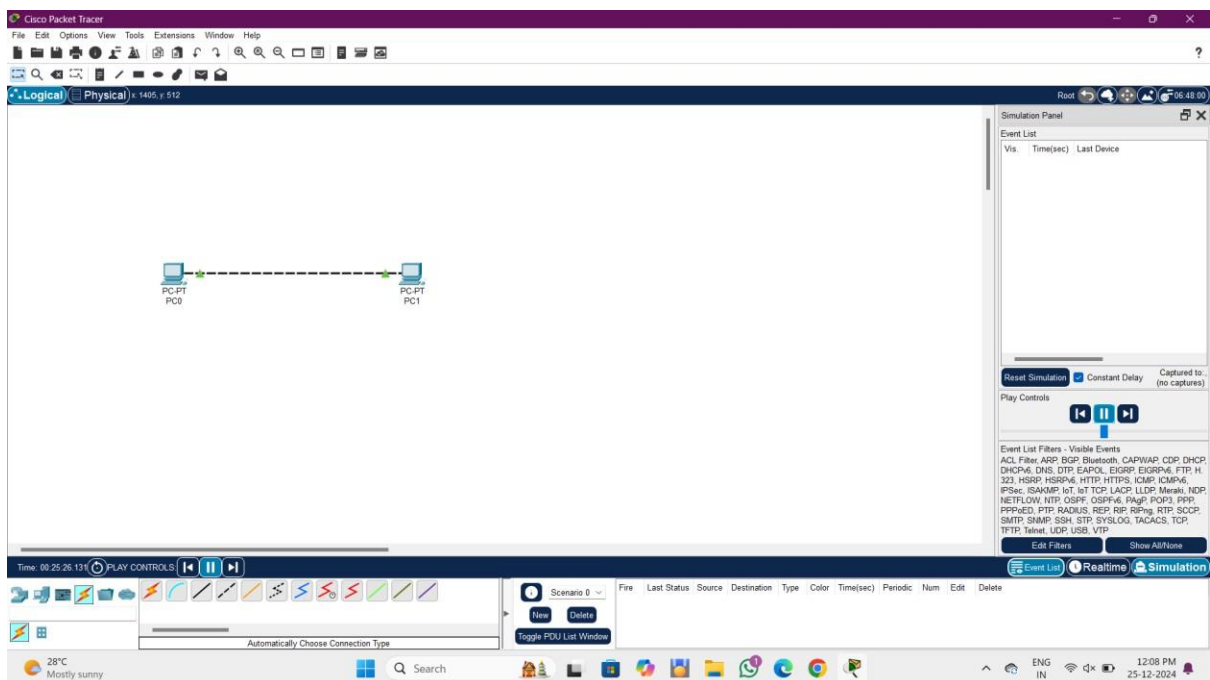 Cisco Packet Tracer
File Edit Options View Tools Extensions Window Help
?
Logical Physical x: 1405, y: 512 Root 06:48:00
Simulation Panel
Event List
Vis. Time(sec) Last Device
PC-PT
PC0
PC-PT
PC1
Reset Simulation Constant Delay Captured to:
(no captures)
Play Controls
Event List Filters - Visible Events
ACL Filter, ARP, BGP, Bluetooth, CAPWAP, CDP, DHCP,
DHCPv6, DNS, DTP, EAPOL, EIGRP, EIGRPv6, FTP, H.
323, HSRP, HSRPv6, HTTP, HTTPS, ICMP, ICMPv6,
IPSec, ISAKMP, IoT, IoT TCP, LACP, LLDP, Meraki, NDP,
NETFLOW, NTP, OSPF, OSPFv6, PAgP, POP3, PPP,
PPPoED, PTP, RADIUS, REP, RIP, RIPng, RTP, SCCP,
SMTP, SNMP, SSH, STP, SYSLOG, TACACS, TCP,
TFTP, Telnet, UDP, USB, VTP
Edit Filters Show All/None
Time: 00:25:26.131 PLAY CONTROLS: Event List Realtime Simulation
Scenario 0 Fire Last Status Source Destination Type Color Time(sec) Periodic Num Edit Delete
New Delete
Toggle PDU List Window
Automatically Choose Connection Type
28°C
Mostly sunny
Search
1
ENG
IN
12:08 PM
25-12-2024